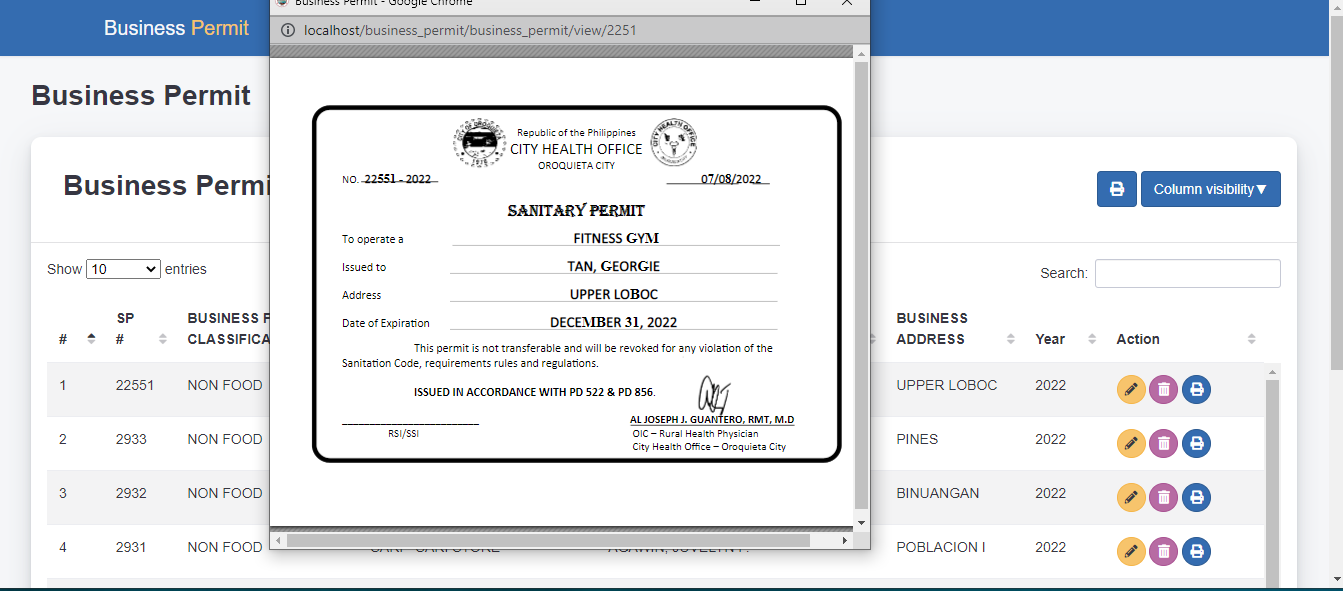 Business Permit - Google Chrome
Business Permit
localhost/business_permit/business_permit/view/2251
Business Permit
Business Permi
Column visibility▼
Show 10 entries
Search:
#
SP #
BUSINESS
CLASSIFICA
BUSINESS ADDRESS
Year
Action
1 22551 NON FOOD UPPER LOBOC 2022
2 2933 NON FOOD PINES 2022
3 2932 NON FOOD BINUANGAN 2022
4 2931 NON FOOD POBLACION I 2022
Republic of the Philippines
CITY HEALTH OFFICE
OROQUIETA CITY
CITY HEALTH OFFICE
NO. 22551 - 2022
07/08/2022
SANITARY PERMIT
To operate a FITNESS GYM
Issued to TAN, GEORGIE
Address UPPER LOBOC
Date of Expiration DECEMBER 31, 2022
This permit is not transferable and will be revoked for any violation of the
Sanitation Code, requirements rules and regulations.
ISSUED IN ACCORDANCE WITH PD 522 & PD 856.
RSI/SSI
AL JOSEPH J. GUANTERO, RMT, M.D
OIC – Rural Health Physician
City Health Office – Oroquieta City